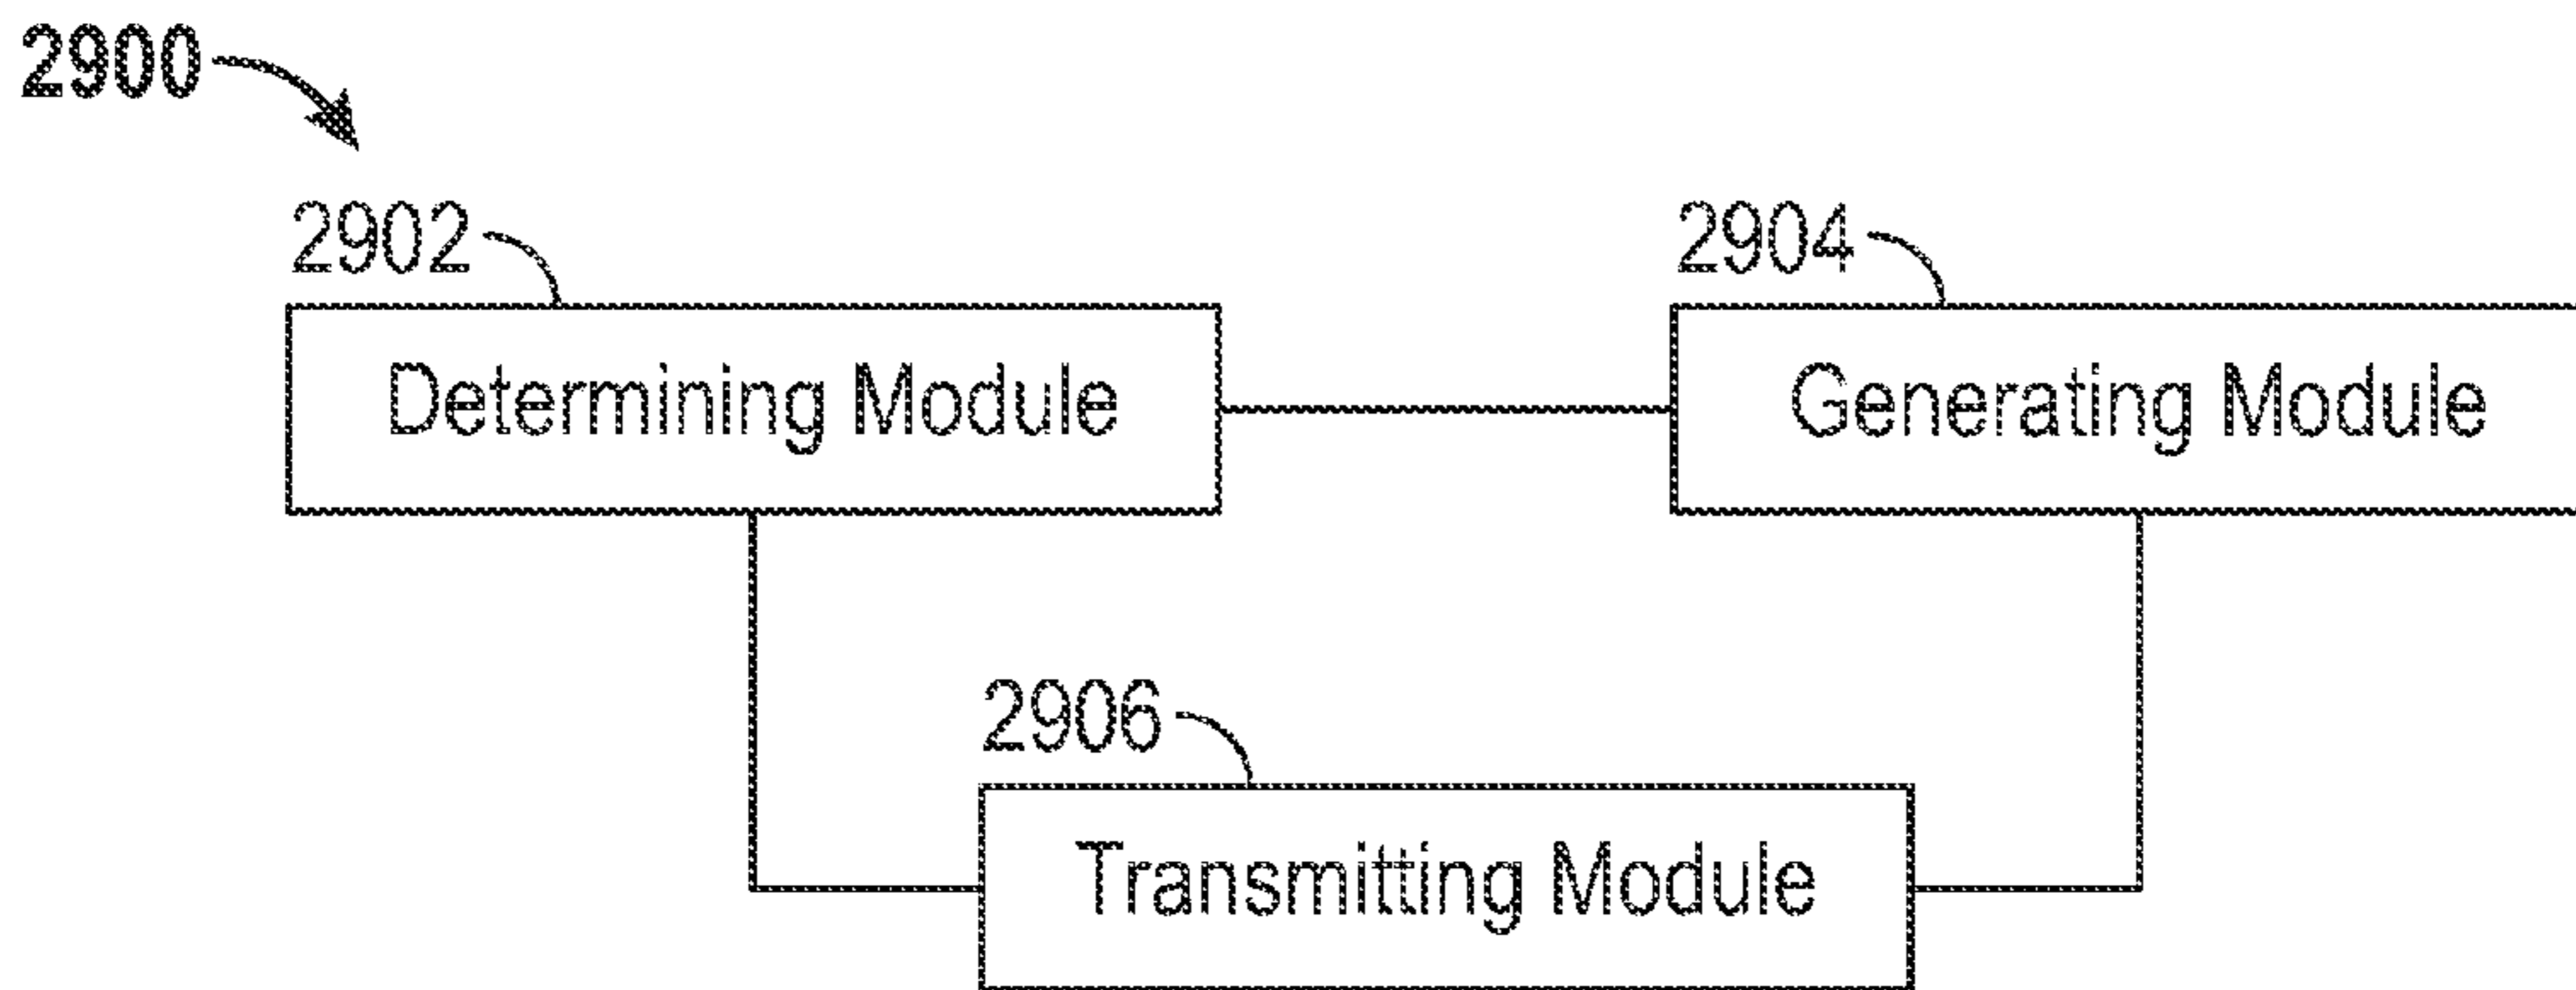 2900
2902
2904
Determining Module
Generating Module
2906
Transmitting Module